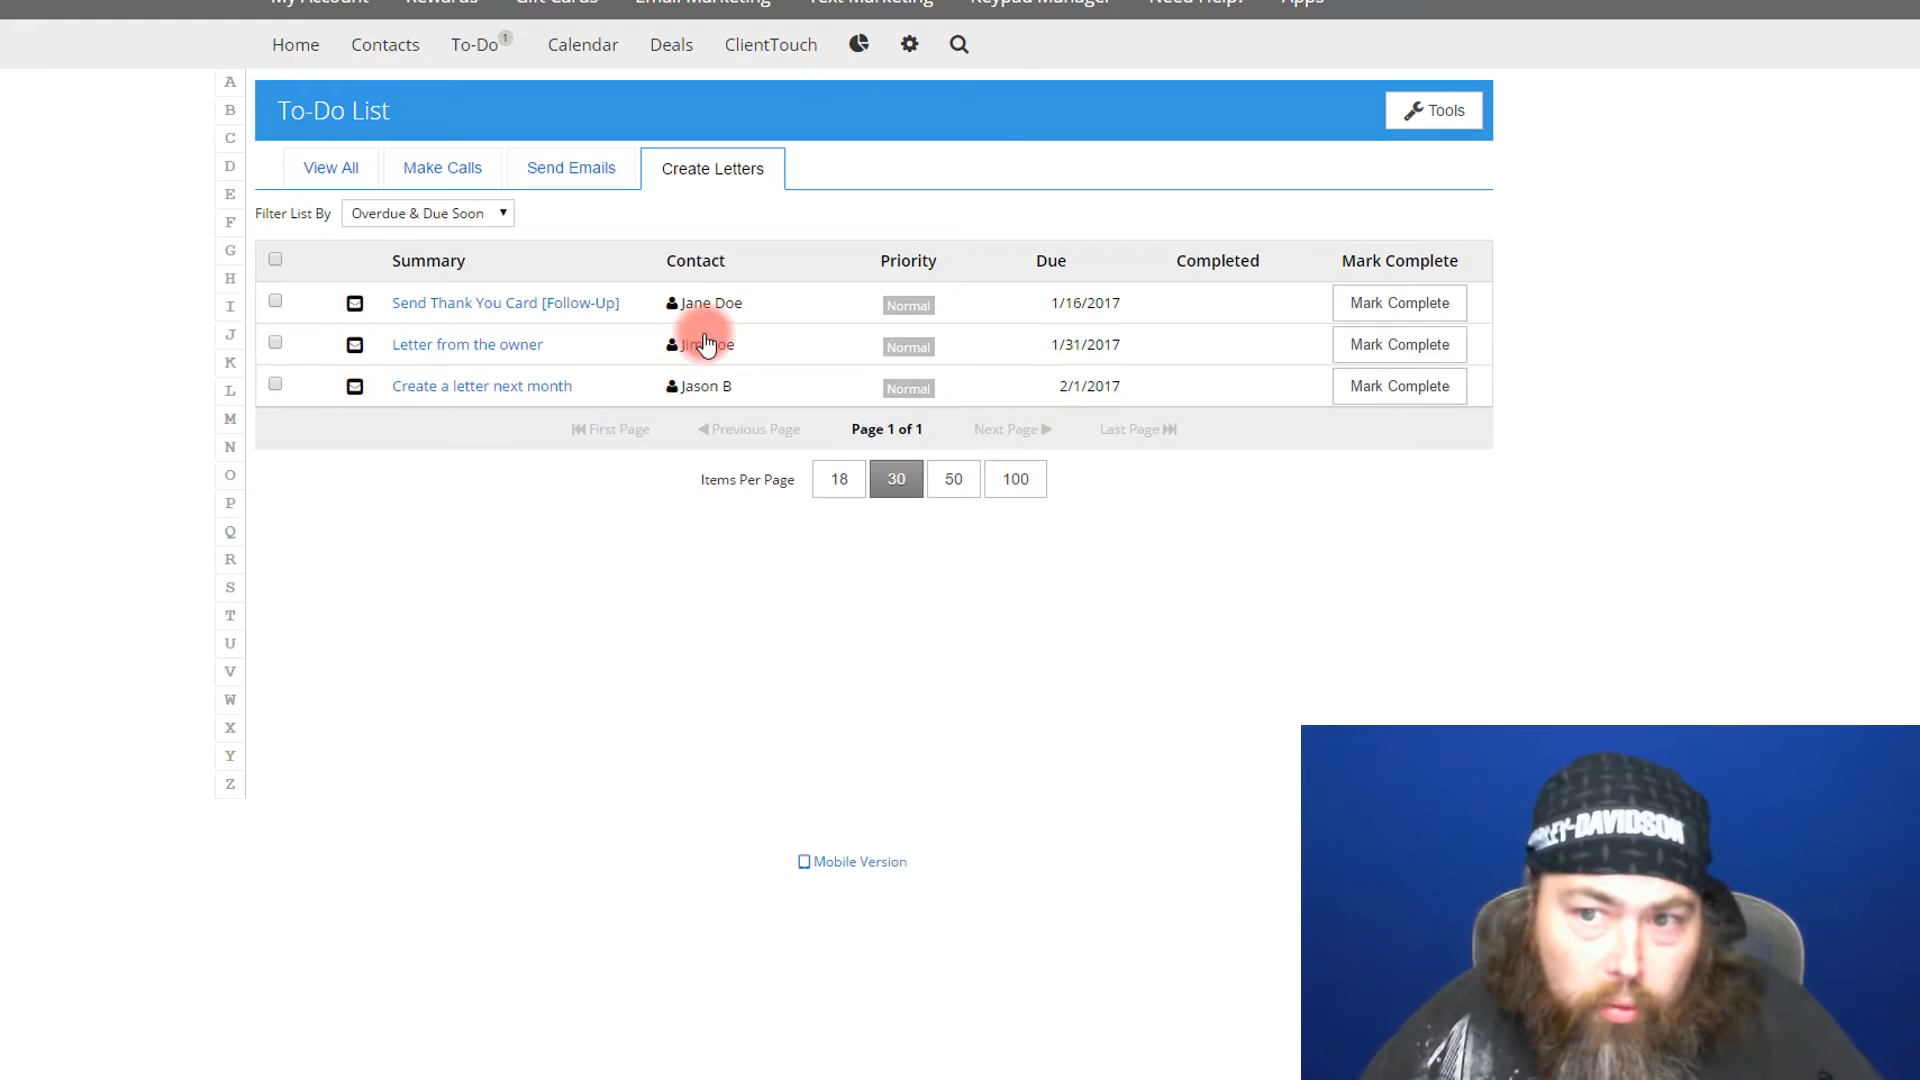 My Account Rewards Gift Cards Email Marketing Text Marketing Keypad Manager Need Help? Apps
Home Contacts To-Do 1 Calendar Deals ClientTouch
To-Do List Tools
View All Make Calls Send Emails Create Letters
Filter List By Overdue & Due Soon
Summary Contact Priority Due Completed Mark Complete
Send Thank You Card [Follow-Up] Jane Doe Normal 1/16/2017 Mark Complete
Letter from the owner Normal 1/31/2017 Mark Complete
Create a letter next month Jason B Normal 2/1/2017 Mark Complete
First Page Previous Page Page 1 of 1 Next Page Last Page
Items Per Page 18 30 50 100
A
B
C
D
E
F
G
H
I
J
K
L
M
N
O
P
Q
R
S
T
U
V
W
X
Y
Z
Mobile Version
HARLEY-DAVIDSON